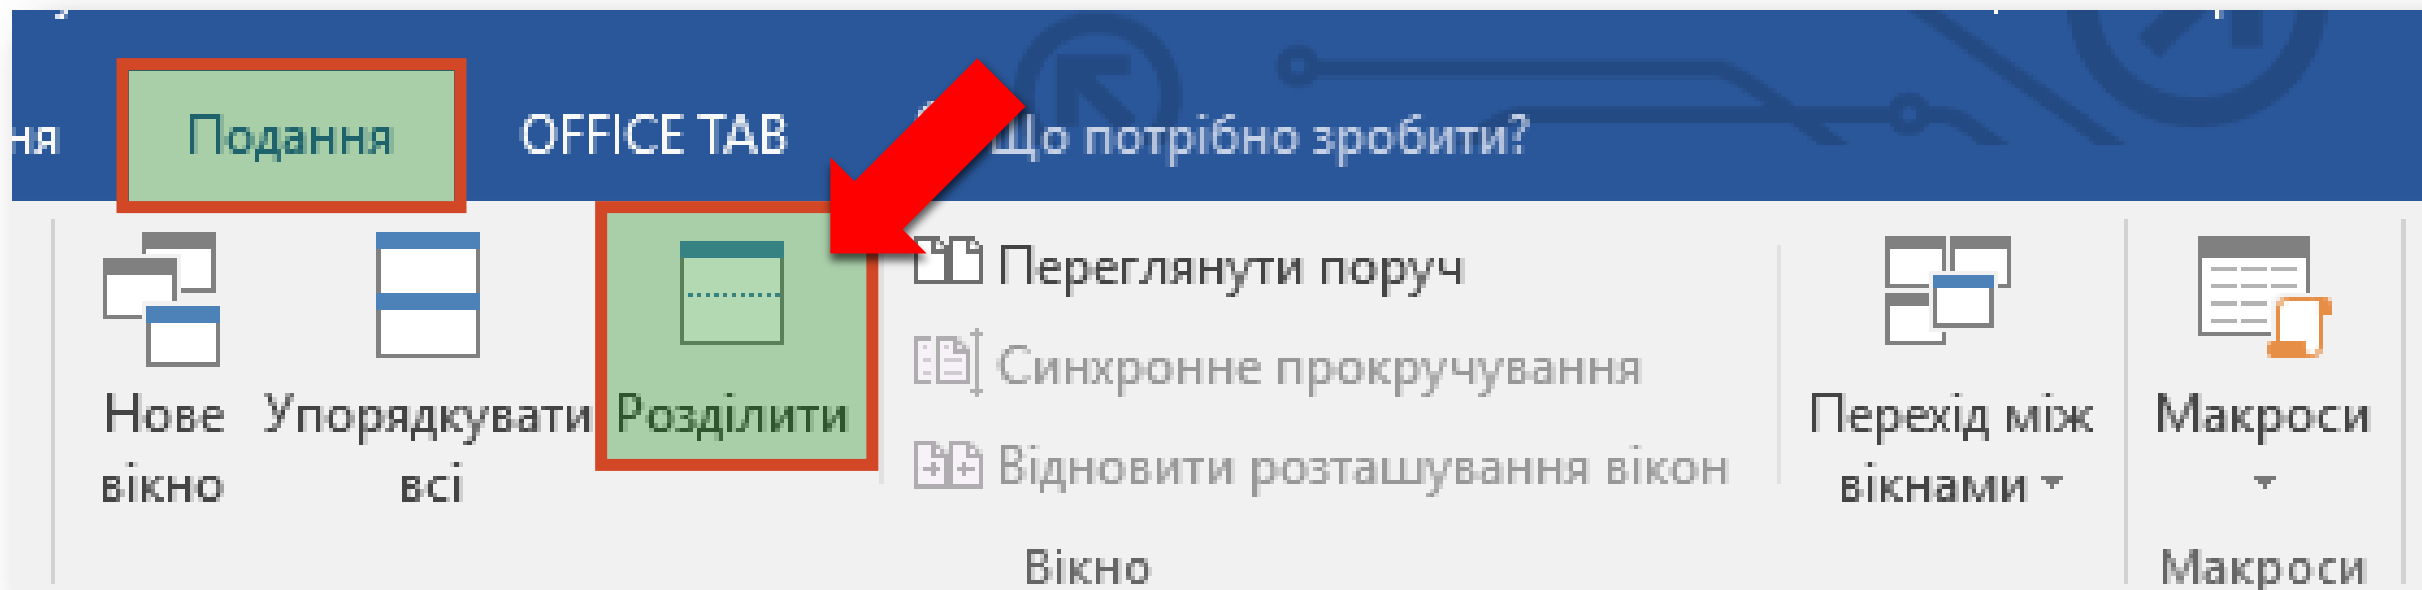 ня Подання OFFICE TAB Що потрібно зробити?
Переглянути поруч
Синхронне прокручування
Нове Упорядкувати Розділити Перехід між Макроси
Відновити розташування вікон
вікно всі вікнами
Вікно Макроси